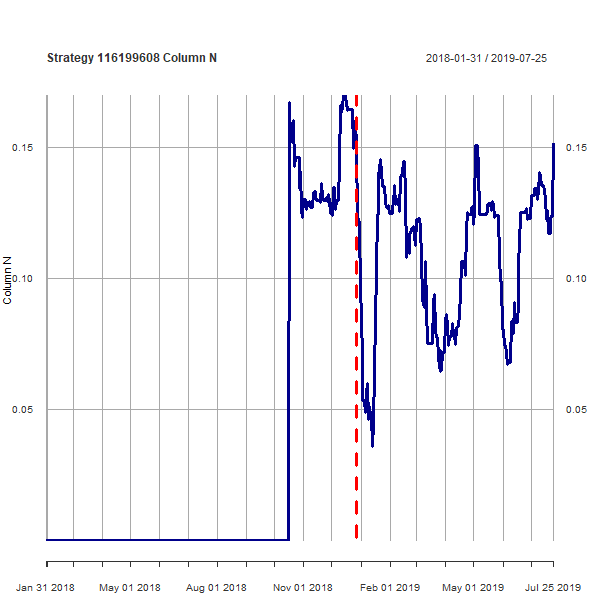 Strategy 116199608 Column N
2018-01-31 / 2019-07-25
0.15
0.15
0.10
0.10
Column N
0.05
0.05
Jan 31 2018
May 01 2018
Aug 01 2018
Nov 01 2018
Feb 01 2019
May 01 2019
Jul 25 2019